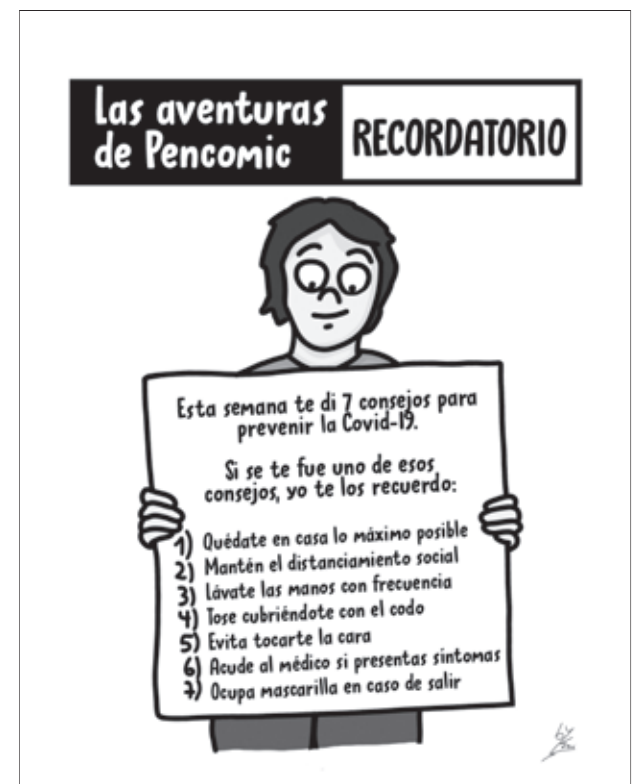 Las aventuras
de Pencomic
RECORDATORIO
Esta semana te di 7 consejos para
prevenir la Covid-19.
Si se te fue uno de esos
consejos, yo te los recuerdo:
1) Quédate en casa lo máximo posible
2) Mantén el distanciamiento social
3) Lávate las manos con frecuencia
4) Tose cubriéndote con el codo
5) Evita tocarte la cara
6) Acude al médico si presentas síntomas
7) Ocupa mascarilla en caso de salir
by